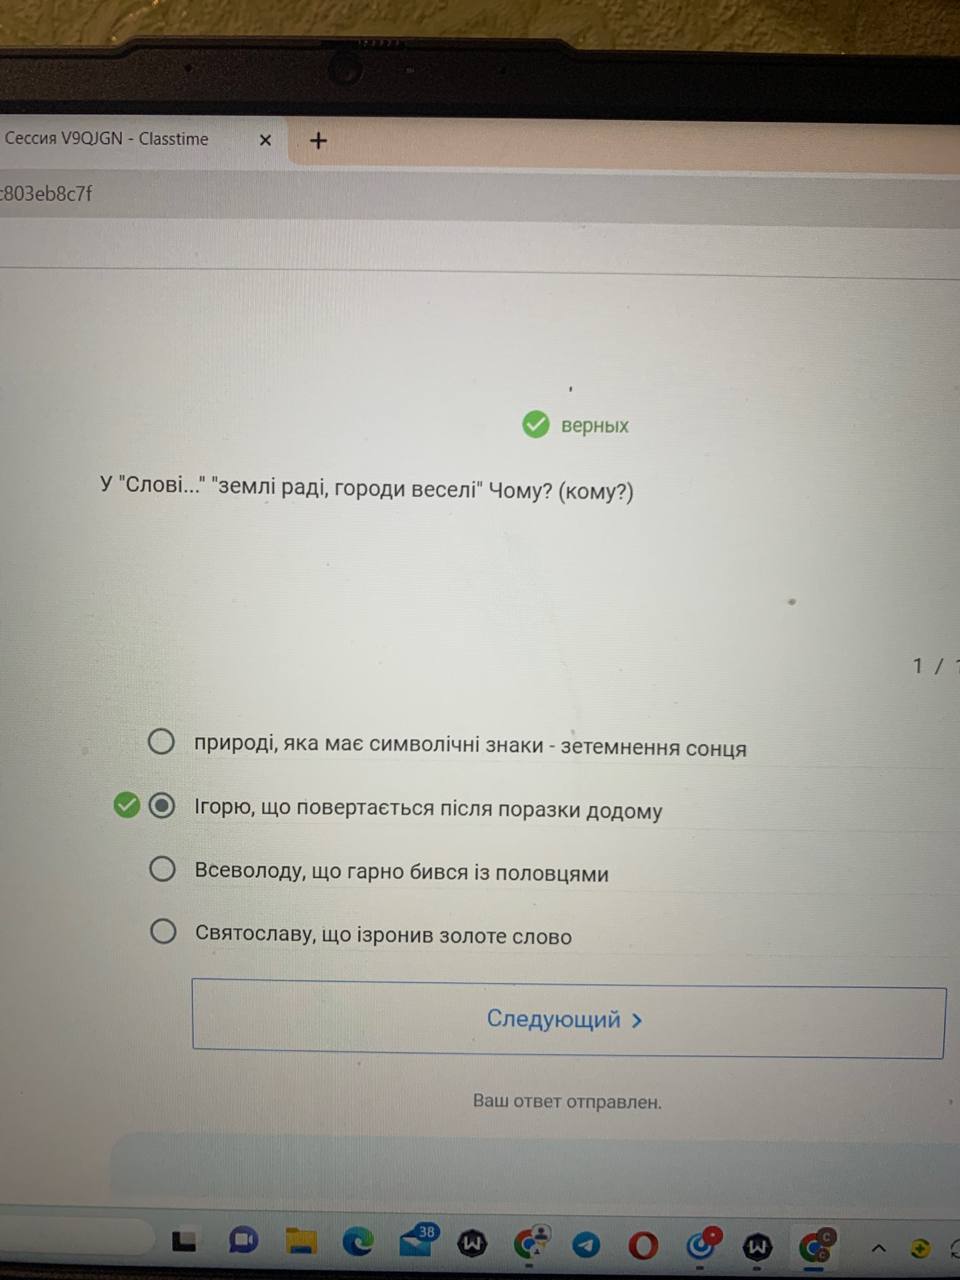 Сессия V9QJGN - Classtime
c803eb8c7f
верных
У "Слові..." "землі раді, городи веселі" Чому? (кому?)
1 /
природі, яка має символічні знаки - зетемнення сонця
Ігорю, що повертається після поразки додому
Всеволоду, що гарно бився із половцями
Святославу, що ізронив золоте слово
Следующий
Ваш ответ отправлен.
38